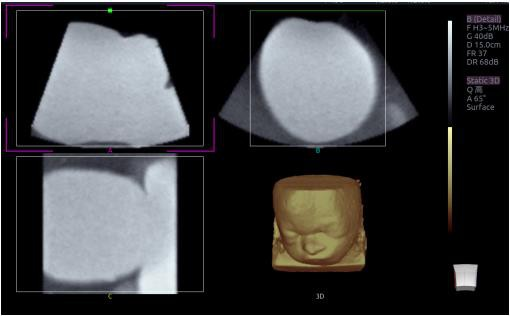 B (Detail)
F H3~5MHz
G 40dB
D 15.0cm
FR 37
DR 68dB
Static 3D
Q 高
A 65°
Surface
A
B
C
3D